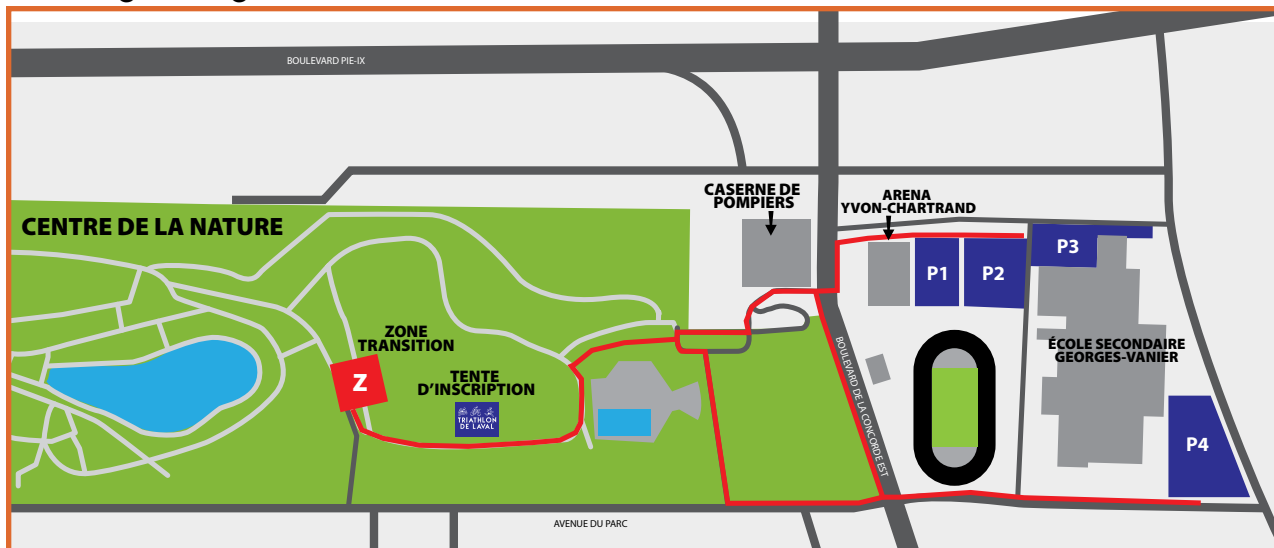 BOULEVARD PIE-IX
CASERNE DE
POMPIERS
ARENA
YVON-CHARTRAND
CENTRE DE LA NATURE
P1
P2
P3
ZONE
TRANSITION
Z
TENTE
D'INSCRIPTION
TRIATHLON
DE LAVAL
BOULEVARD DE LA CONCORDE EST
ÉCOLE SECONDAIRE
GEORGES-VANIER
P4
AVENUE DU PARC